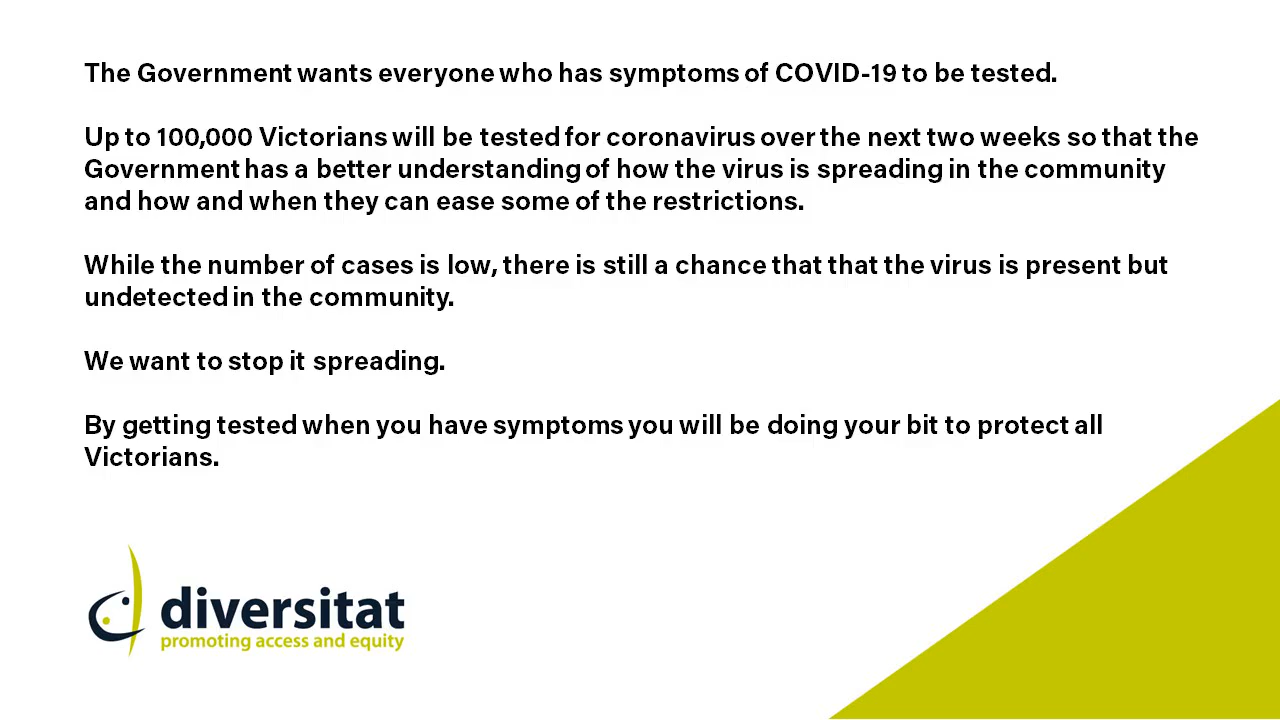 The Government wants everyone who has symptoms of COVID-19 to be tested.
Up to 100,000 Victorians will be tested for coronavirus over the next two weeks so that the
Government has a better understanding of how the virus is spreading in the community
and how and when they can ease some of the restrictions.
While the number of cases is low, there is still a chance that that the virus is present but
undetected in the community.
We want to stop it spreading.
By getting tested when you have symptoms you will be doing your bit to protect all
Victorians.
diversitat
promoting access and equity